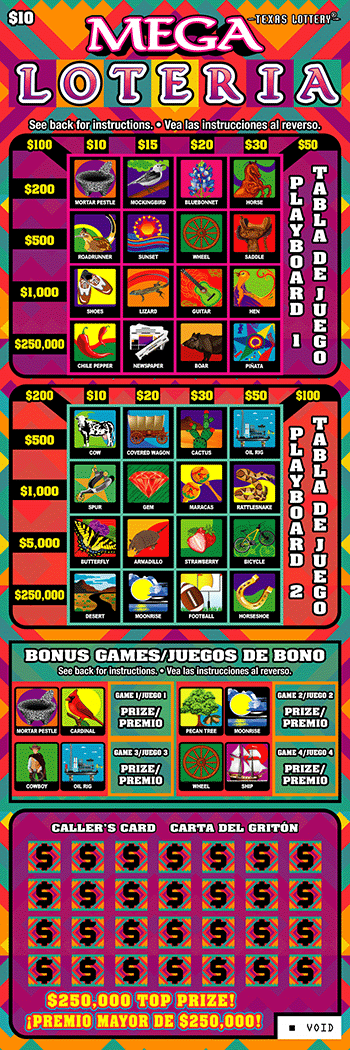 $10
TEXAS LOTTERY®
MEGA
LOTERIA
See back for instructions. • Vea las instrucciones al reverso.
$100 $10 $15 $20 $30 $50
$200
MORTAR PESTLE MOCKINGBIRD BLUEBONNET HORSE
$500
ROADRUNNER SUNSET WHEEL SADDLE
$1,000
SHOES LIZARD GUITAR HEN
$250,000
CHILE PEPPER NEWSPAPER BOAR PIÑATA
PLAYBOARD 1
TABLA DE JUEGO
$200 $10 $20 $30 $50 $100
$500
COW COVERED WAGON CACTUS OIL RIG
$1,000
SPUR GEM MARACAS RATTLESNAKE
$5,000
BUTTERFLY ARMADILLO STRAWBERRY BICYCLE
$250,000
DESERT MOONRISE FOOTBALL HORSESHOE
PLAYBOARD 2
TABLA DE JUEGO
BONUS GAMES/JUEGOS DE BONO
See back for instructions. • Vea las instrucciones al reverso.
MORTAR PESTLE CARDINAL
GAME 1/JUEGO 1
PRIZE/
PREMIO
PECAN TREE MOONRISE
GAME 2/JUEGO 2
PRIZE/
PREMIO
COWBOY OIL RIG
GAME 3/JUEGO 3
PRIZE/
PREMIO
WHEEL SHIP
GAME 4/JUEGO 4
PRIZE/
PREMIO
CALLER'S CARD CARTA DEL GRITÓN
$ $ $ $ $ $ $
$ $ $ $ $ $ $
$ $ $ $ $ $ $
$ $ $ $ $ $ $
$250,000 TOP PRIZE!
¡PREMIO MAYOR DE $250,000!
■ VOID